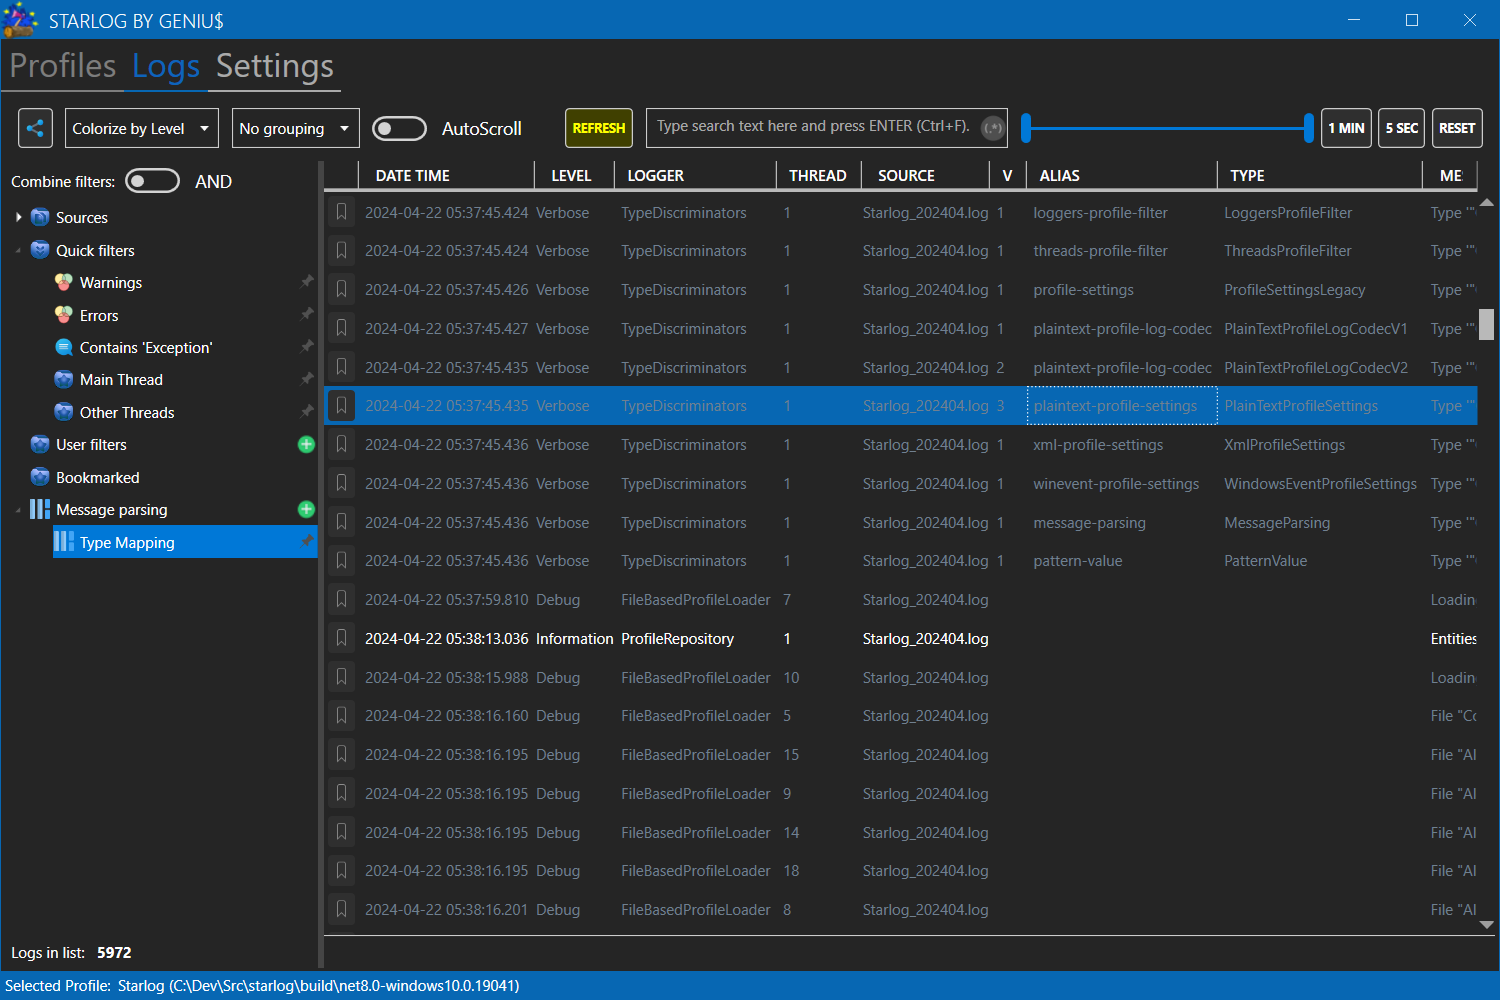 STARLOG BY GENIU$
Profiles Logs Settings
Colorize by Level No grouping AutoScroll REFRESH Type search text here and press ENTER (Ctrl+F). (.*) 1 MIN 5 SEC RESET
Combine filters: AND
Sources
Quick filters
Warnings
Errors
Contains 'Exception'
Main Thread
Other Threads
User filters
Bookmarked
Message parsing
Type Mapping
Logs in list: 5972
DATE TIME LEVEL LOGGER THREAD SOURCE V ALIAS TYPE ME
2024-04-22 05:37:45.424 Verbose TypeDiscriminators 1 Starlog_202404.log 1 loggers-profile-filter LoggersProfileFilter Type '"
2024-04-22 05:37:45.424 Verbose TypeDiscriminators 1 Starlog_202404.log 1 threads-profile-filter ThreadsProfileFilter Type '"
2024-04-22 05:37:45.426 Verbose TypeDiscriminators 1 Starlog_202404.log 1 profile-settings ProfileSettingsLegacy Type '"
2024-04-22 05:37:45.427 Verbose TypeDiscriminators 1 Starlog_202404.log 1 plaintext-profile-log-codec PlainTextProfileLogCodecV1 Type '"
2024-04-22 05:37:45.435 Verbose TypeDiscriminators 1 Starlog_202404.log 2 plaintext-profile-log-codec PlainTextProfileLogCodecV2 Type '"
2024-04-22 05:37:45.435 Verbose TypeDiscriminators 1 Starlog_202404.log 3 plaintext-profile-settings PlainTextProfileSettings Type '"
2024-04-22 05:37:45.436 Verbose TypeDiscriminators 1 Starlog_202404.log 1 xml-profile-settings XmlProfileSettings Type '"
2024-04-22 05:37:45.436 Verbose TypeDiscriminators 1 Starlog_202404.log 1 winevent-profile-settings WindowsEventProfileSettings Type '"
2024-04-22 05:37:45.436 Verbose TypeDiscriminators 1 Starlog_202404.log 1 message-parsing MessageParsing Type '"
2024-04-22 05:37:45.436 Verbose TypeDiscriminators 1 Starlog_202404.log 1 pattern-value PatternValue Type '"
2024-04-22 05:37:59.810 Debug FileBasedProfileLoader 7 Starlog_202404.log Loadin
2024-04-22 05:38:13.036 Information ProfileRepository 1 Starlog_202404.log Entities
2024-04-22 05:38:15.988 Debug FileBasedProfileLoader 10 Starlog_202404.log Loadin
2024-04-22 05:38:16.160 Debug FileBasedProfileLoader 5 Starlog_202404.log File "Co
2024-04-22 05:38:16.195 Debug FileBasedProfileLoader 15 Starlog_202404.log File "Al
2024-04-22 05:38:16.195 Debug FileBasedProfileLoader 9 Starlog_202404.log File "Al
2024-04-22 05:38:16.195 Debug FileBasedProfileLoader 14 Starlog_202404.log File "Al
2024-04-22 05:38:16.195 Debug FileBasedProfileLoader 18 Starlog_202404.log File "Al
2024-04-22 05:38:16.201 Debug FileBasedProfileLoader 8 Starlog_202404.log File "Al
Selected Profile: Starlog (C:\Dev\Src\starlog\build\net8.0-windows10.0.19041)